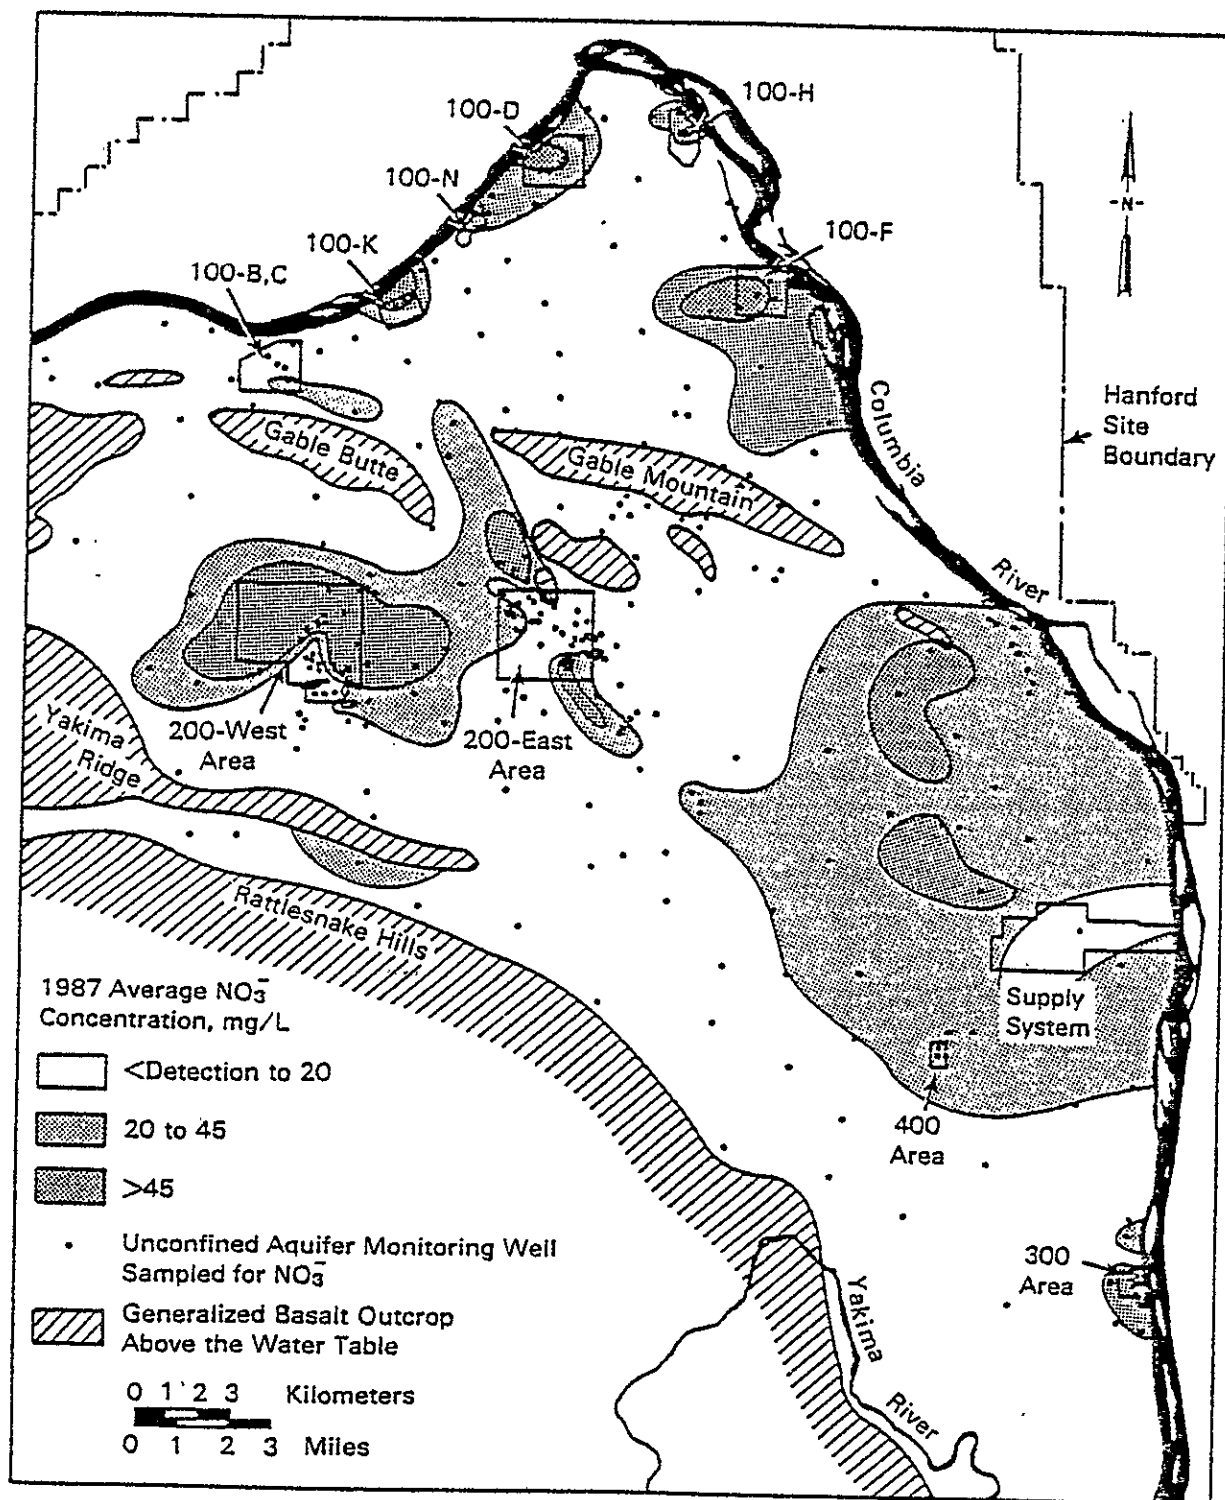 100-H
100-D
100-N
100-F
100-K
100-B,C
-N-
Hanford
Site
Boundary
Columbia
River
Gable Butte
Gable Mountain
200-West
Area
200-East
Area
Yakima
Ridge
Rattlesnake Hills
Supply
System
400
Area
300
Area
Yakima
River
1987 Average NO₃⁻
Concentration, mg/L
<Detection to 20
20 to 45
>45
Unconfined Aquifer Monitoring Well
Sampled for NO₃⁻
Generalized Basalt Outcrop
Above the Water Table
0 1 2 3 Kilometers
0 1 2 3 Miles